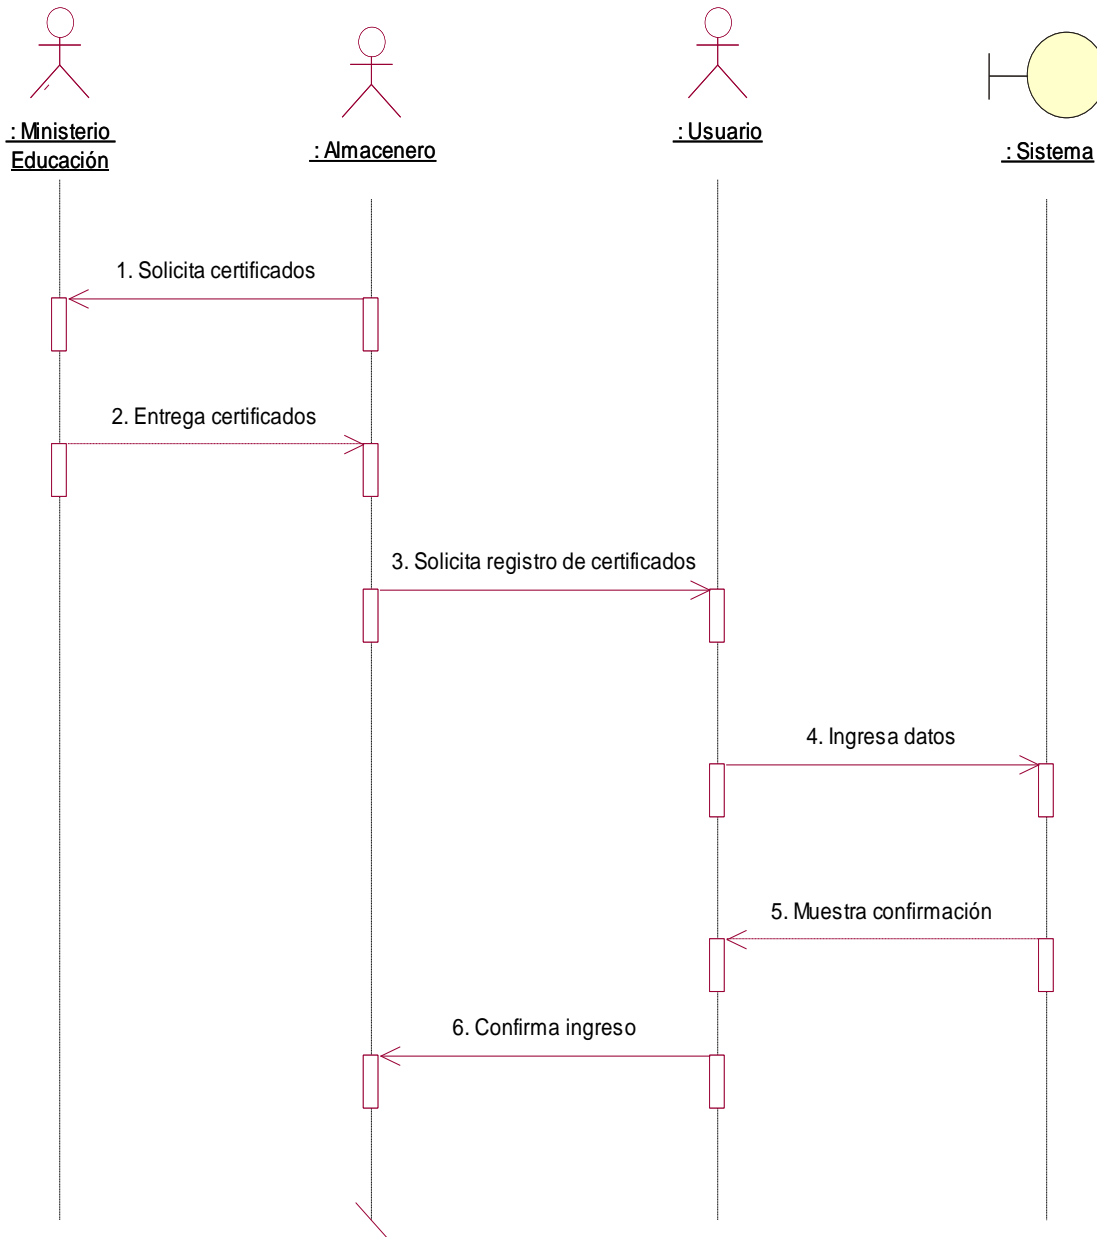 : Ministerio
Educación
: Almacenero
: Usuario
: Sistema
1. Solicita certificados
2. Entrega certificados
3. Solicita registro de certificados
4. Ingresa datos
5. Muestra confirmación
6. Confirma ingreso